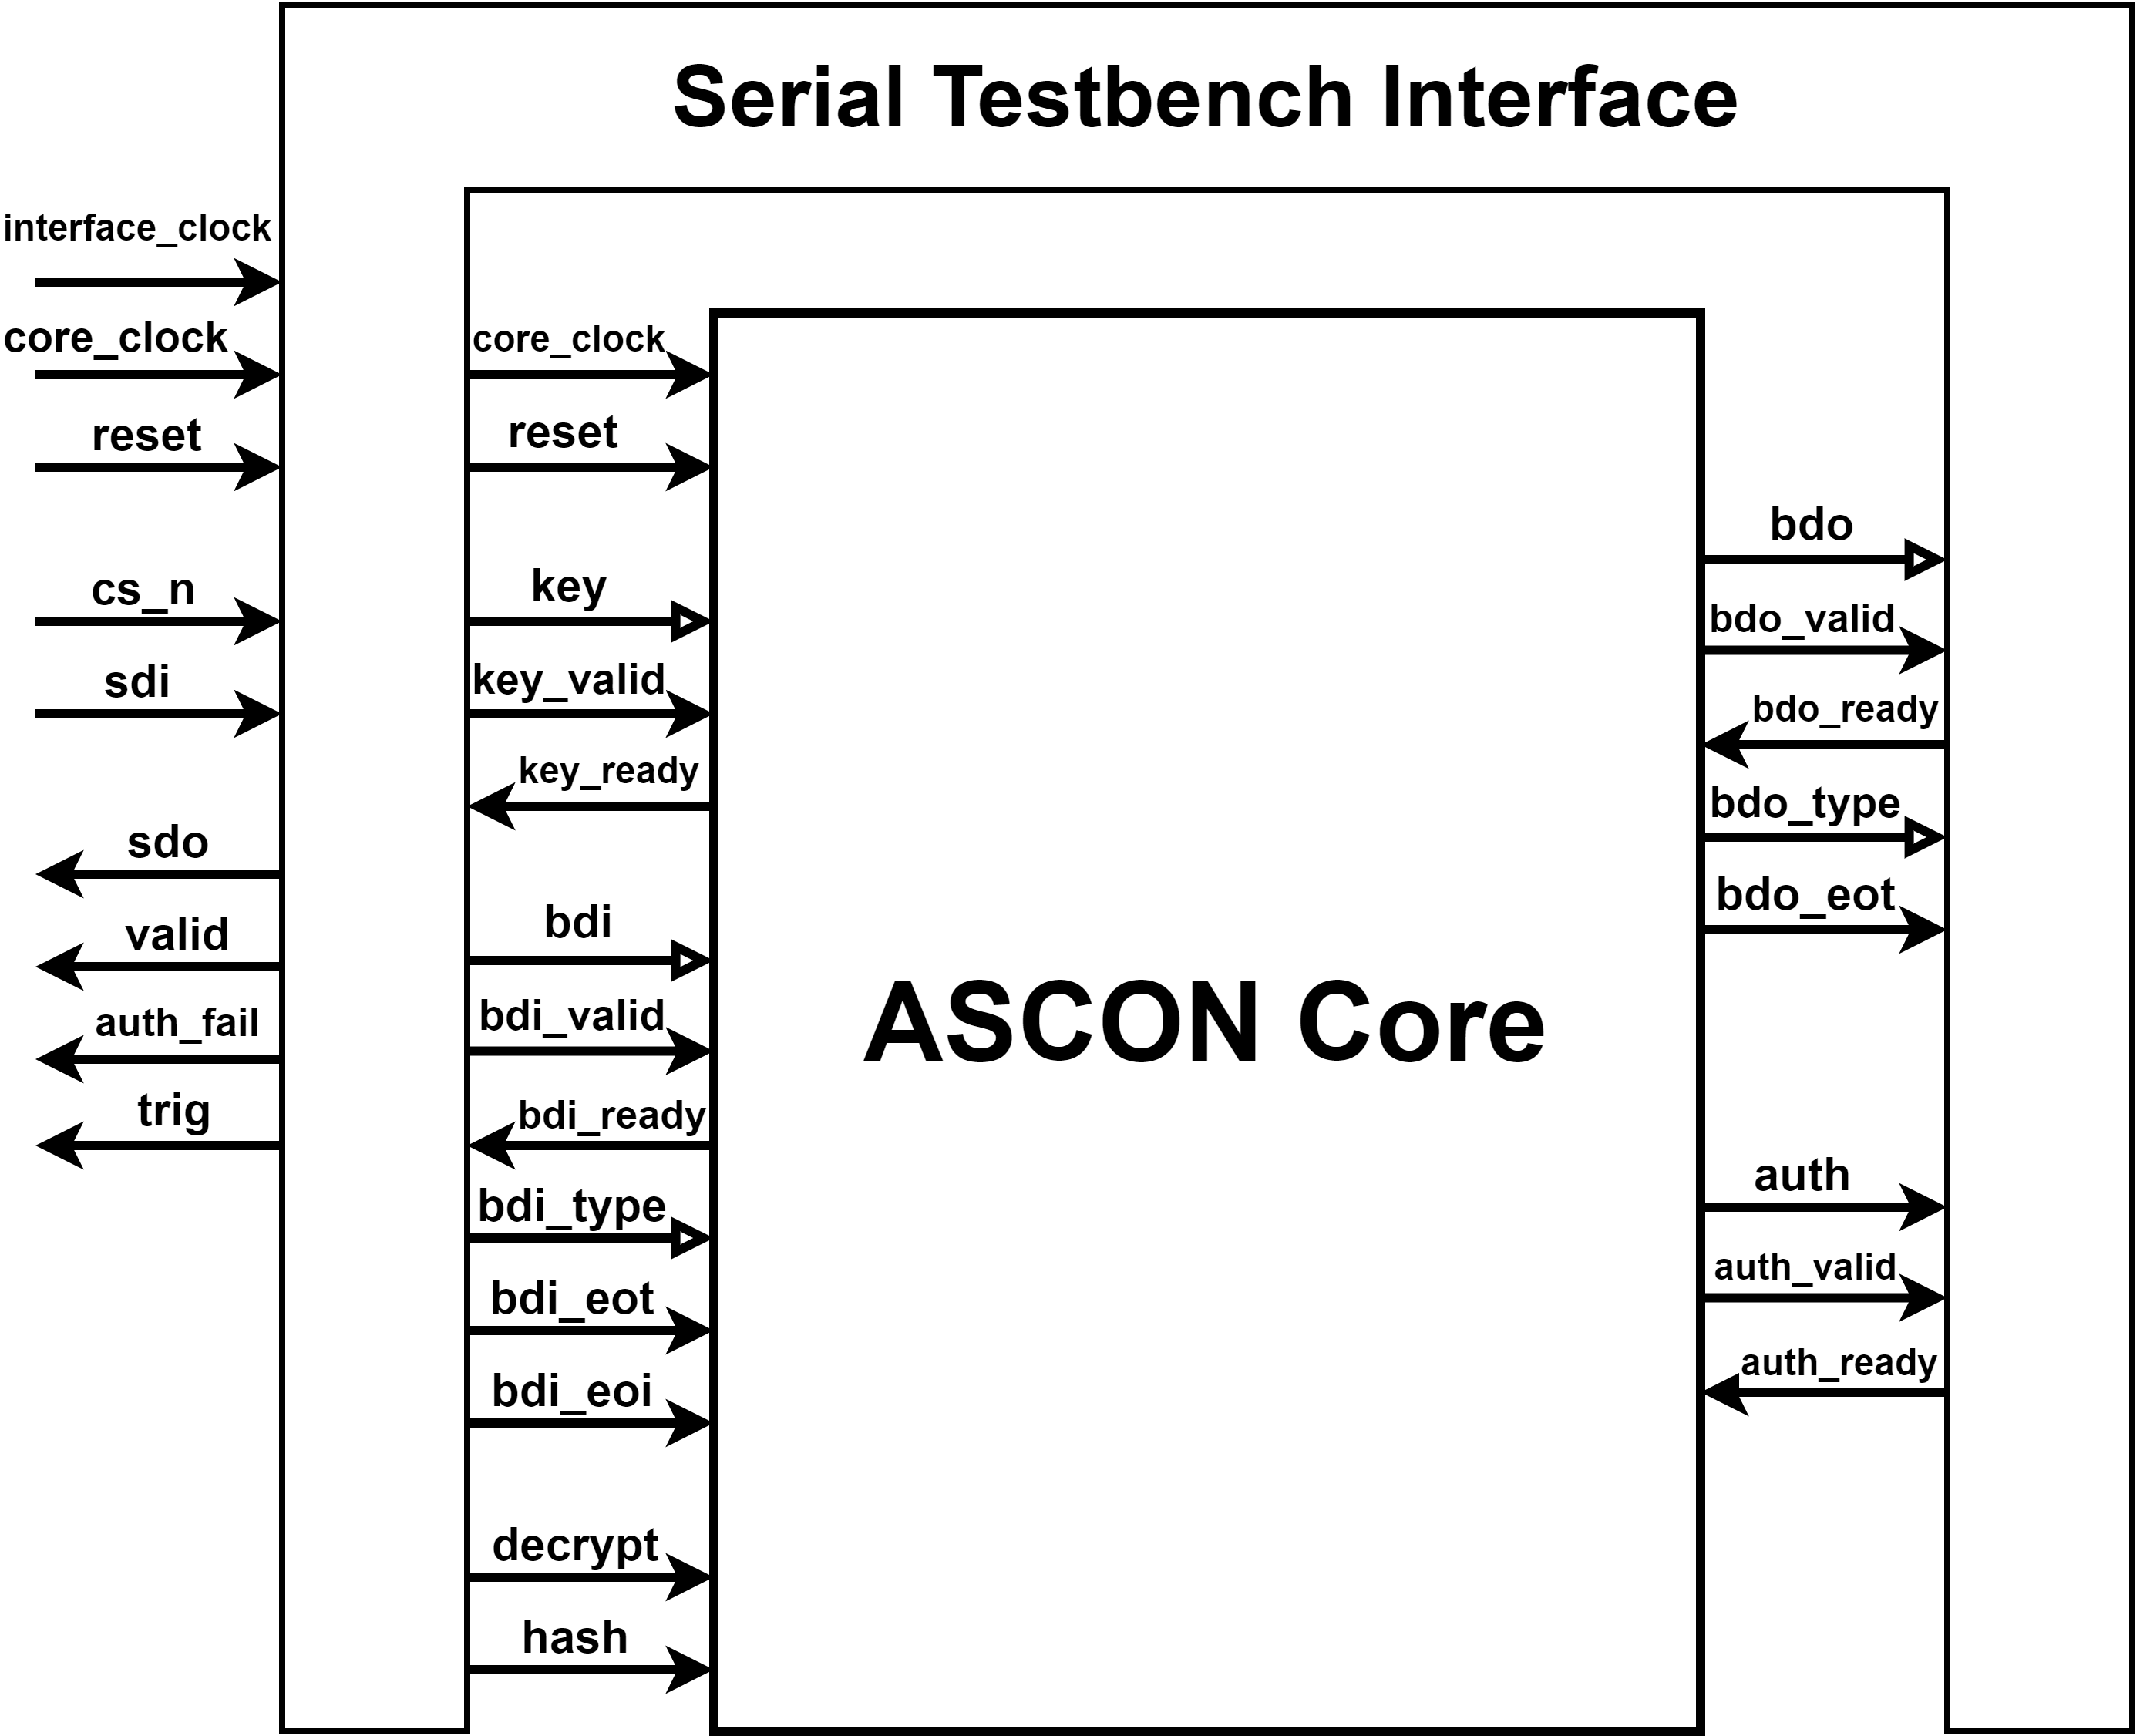 Serial Testbench Interface
interface_clock
core_clock
reset
cs_n
sdi
sdo
valid
auth_fail
trig
core_clock
reset
key
key_valid
key_ready
bdi
bdi_valid
bdi_ready
bdi_type
bdi_eot
bdi_eoi
decrypt
hash
ASCON Core
bdo
bdo_valid
bdo_ready
bdo_type
bdo_eot
auth
auth_valid
auth_ready